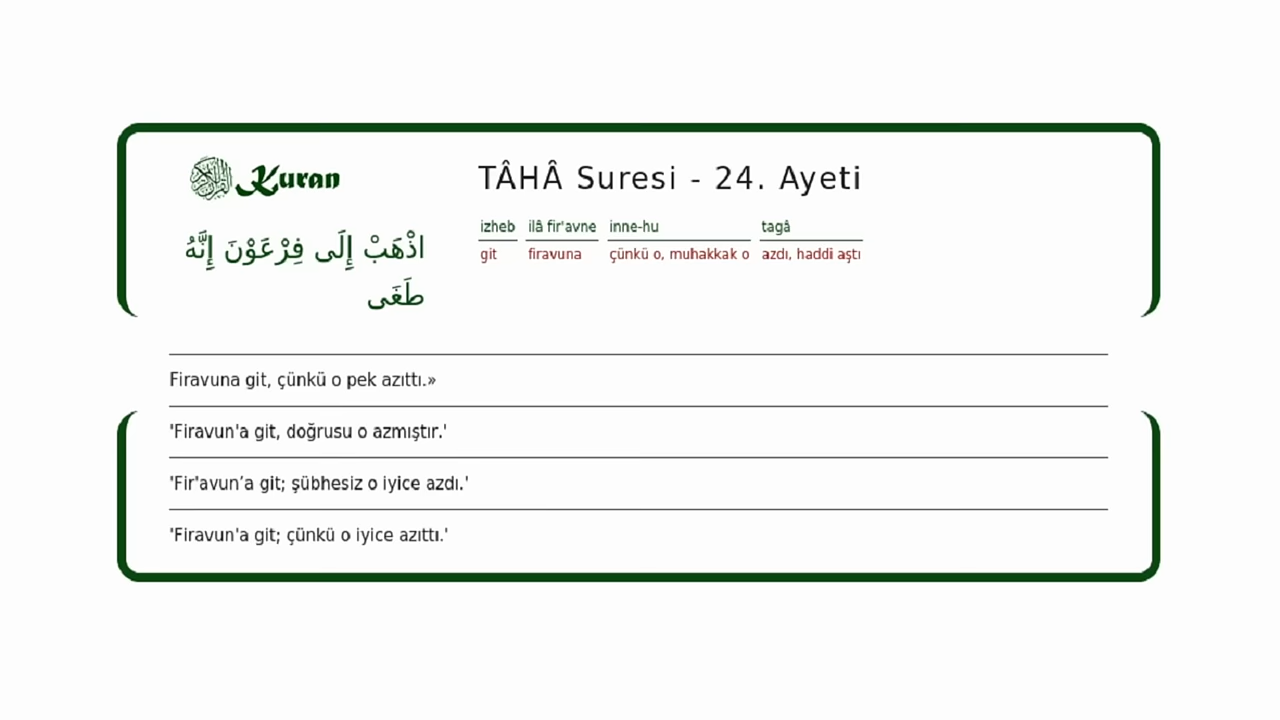 Kuran
TÂHÂ Suresi - 24. Ayeti
اذْهَبْ إِلَى فِرْعَوْنَ إِنَّهُ
طَغَى
izheb ilâ fir'avne inne-hu tagâ
git firavuna çünkü o, muhakkak o azdı, haddi aştı
Firavuna git, çünkü o pek azıttı.»
'Firavun'a git, doğrusu o azmıştır.'
'Fir'avun’a git; şübhesiz o iyice azdı.'
'Firavun'a git; çünkü o iyice azıttı.'